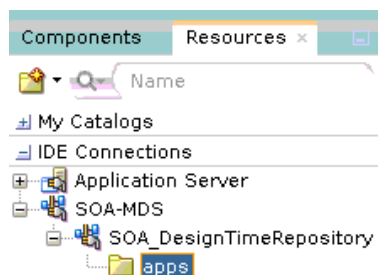 Components Resources
Name
My Catalogs
IDE Connections
Application Server
SOA-MDS
SOA_DesignTimeRepository
apps